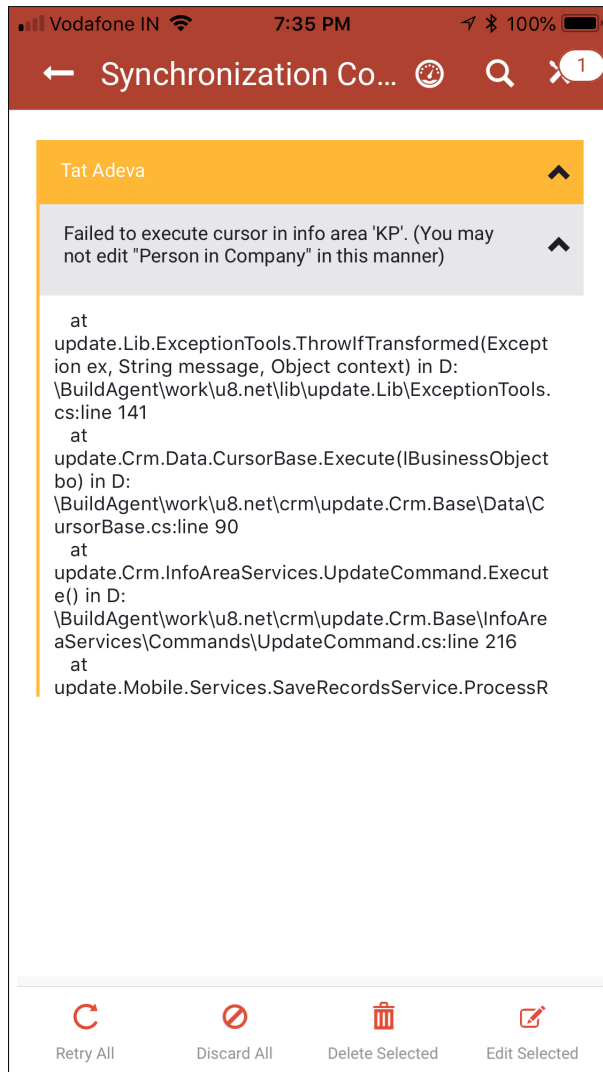 Vodafone IN 7:35 PM 100%
Synchronization Co... 1
Tat Adeva
Failed to execute cursor in info area 'KP'. (You may
not edit "Person in Company" in this manner)
at
update.Lib.ExceptionTools.ThrowIfTransformed(Except
ion ex, String message, Object context) in D:
\BuildAgent\work\u8.net\lib\update.Lib\ExceptionTools.
cs:line 141
at
update.Crm.Data.CursorBase.Execute(IBusinessObject
bo) in D:
\BuildAgent\work\u8.net\crm\update.Crm.Base\Data\C
ursorBase.cs:line 90
at
update.Crm.InfoAreaServices.UpdateCommand.Execut
e() in D:
\BuildAgent\work\u8.net\crm\update.Crm.Base\InfoAre
aServices\Commands\UpdateCommand.cs:line 216
at
update.Mobile.Services.SaveRecordsService.ProcessR
Retry All Discard All Delete Selected Edit Selected